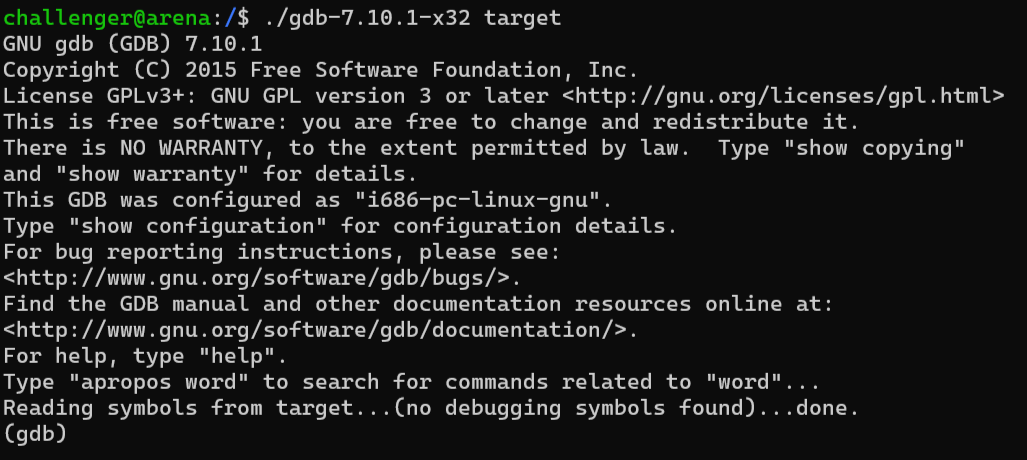 challenger@arena:/$ ./gdb-7.10.1-x32 target
GNU gdb (GDB) 7.10.1
Copyright (C) 2015 Free Software Foundation, Inc.
License GPLv3+: GNU GPL version 3 or later <http://gnu.org/licenses/gpl.html>
This is free software: you are free to change and redistribute it.
There is NO WARRANTY, to the extent permitted by law.  Type "show copying"
and "show warranty" for details.
This GDB was configured as "i686-pc-linux-gnu".
Type "show configuration" for configuration details.
For bug reporting instructions, please see:
<http://www.gnu.org/software/gdb/bugs/>.
Find the GDB manual and other documentation resources online at:
<http://www.gnu.org/software/gdb/documentation/>.
For help, type "help".
Type "apropos word" to search for commands related to "word"...
Reading symbols from target...(no debugging symbols found)...done.
(gdb)